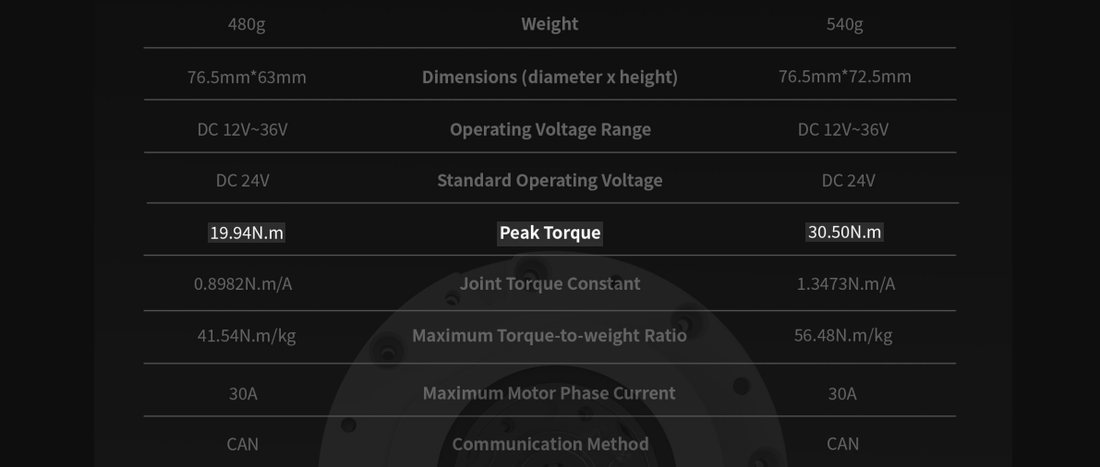 480g Weight 540g
76.5mm*63mm Dimensions (diameter x height) 76.5mm*72.5mm
DC 12V~36V Operating Voltage Range DC 12V~36V
DC 24V Standard Operating Voltage DC 24V
19.94N.m Peak Torque 30.50N.m
0.8982N.m/A Joint Torque Constant 1.3473N.m/A
41.54N.m/kg Maximum Torque-to-weight Ratio 56.48N.m/kg
30A Maximum Motor Phase Current 30A
CAN Communication Method CAN